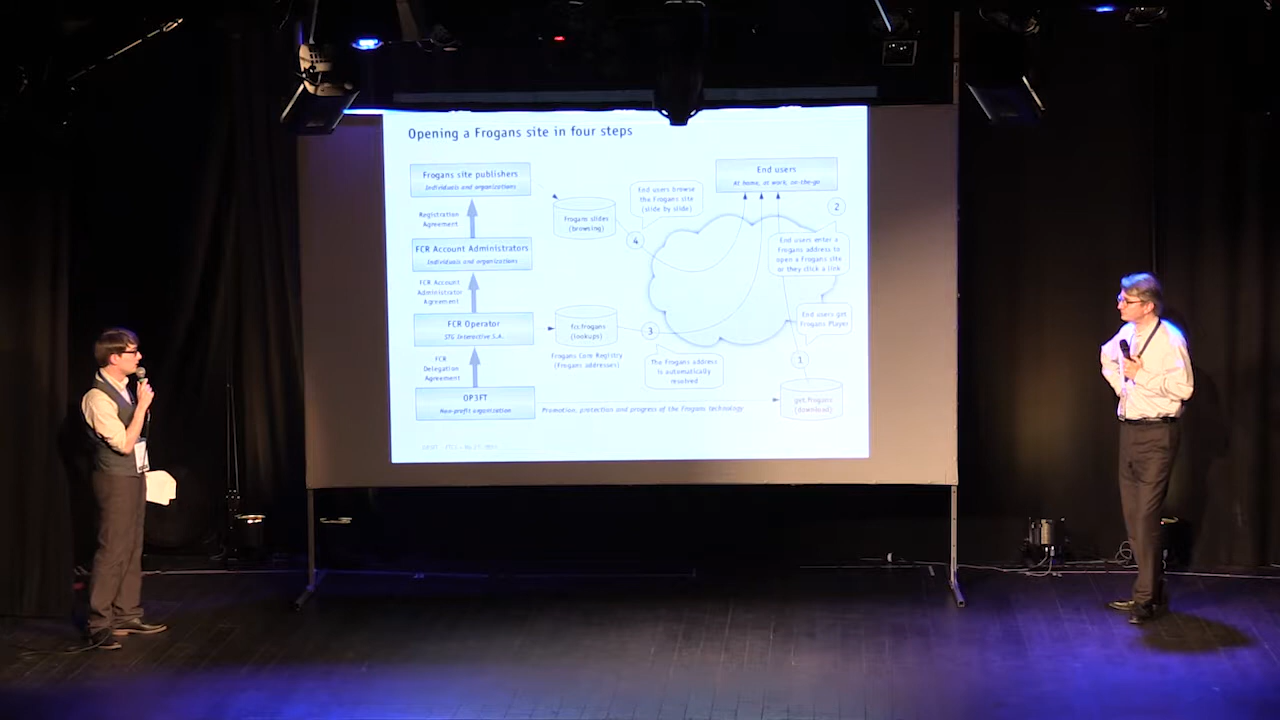 Opening a Frogans site in four steps
Frogans site publishers
Individuals and organizations
Registration
Agreement
FCR Account Administrators
Individuals and organizations
FCR Account
Administrator
Agreement
FCR Operator
STG Interactive S.A.
FCR
Delegation
Agreement
OP3FT
Non-profit organization
Promotion, protection and progress of the Frogans technology
Frogans slides
(browsing)
End users browse
the Frogans site
(slide by slide)
4
fcr.frogans
(lookups)
Frogans Core Registry
(Frogans addresses)
3
The Frogans address
is automatically
resolved
End users
At home, at work, on-the-go
2
End users enter a
Frogans address to
open a Frogans site
or they click a link
End users get
Frogans Player
1
get.frogans
(download)